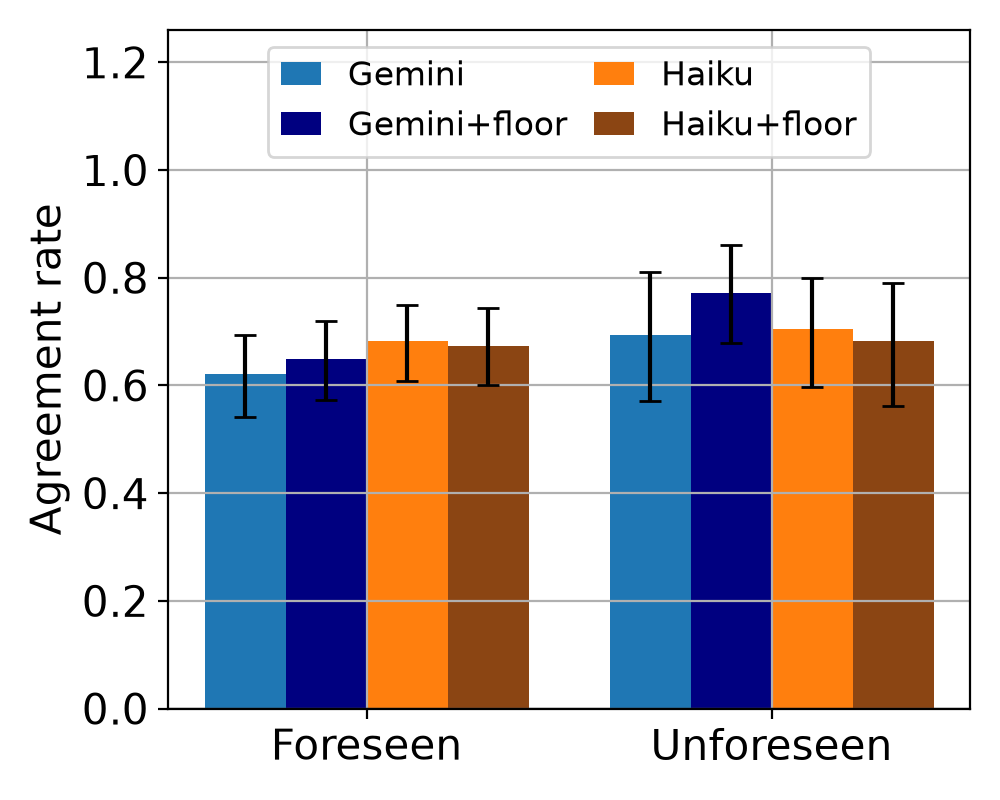 Agreement rate
1.2
1.0
0.8
0.6
0.4
0.2
0.0
Gemini
Gemini+floor
Haiku
Haiku+floor
Foreseen
Unforeseen